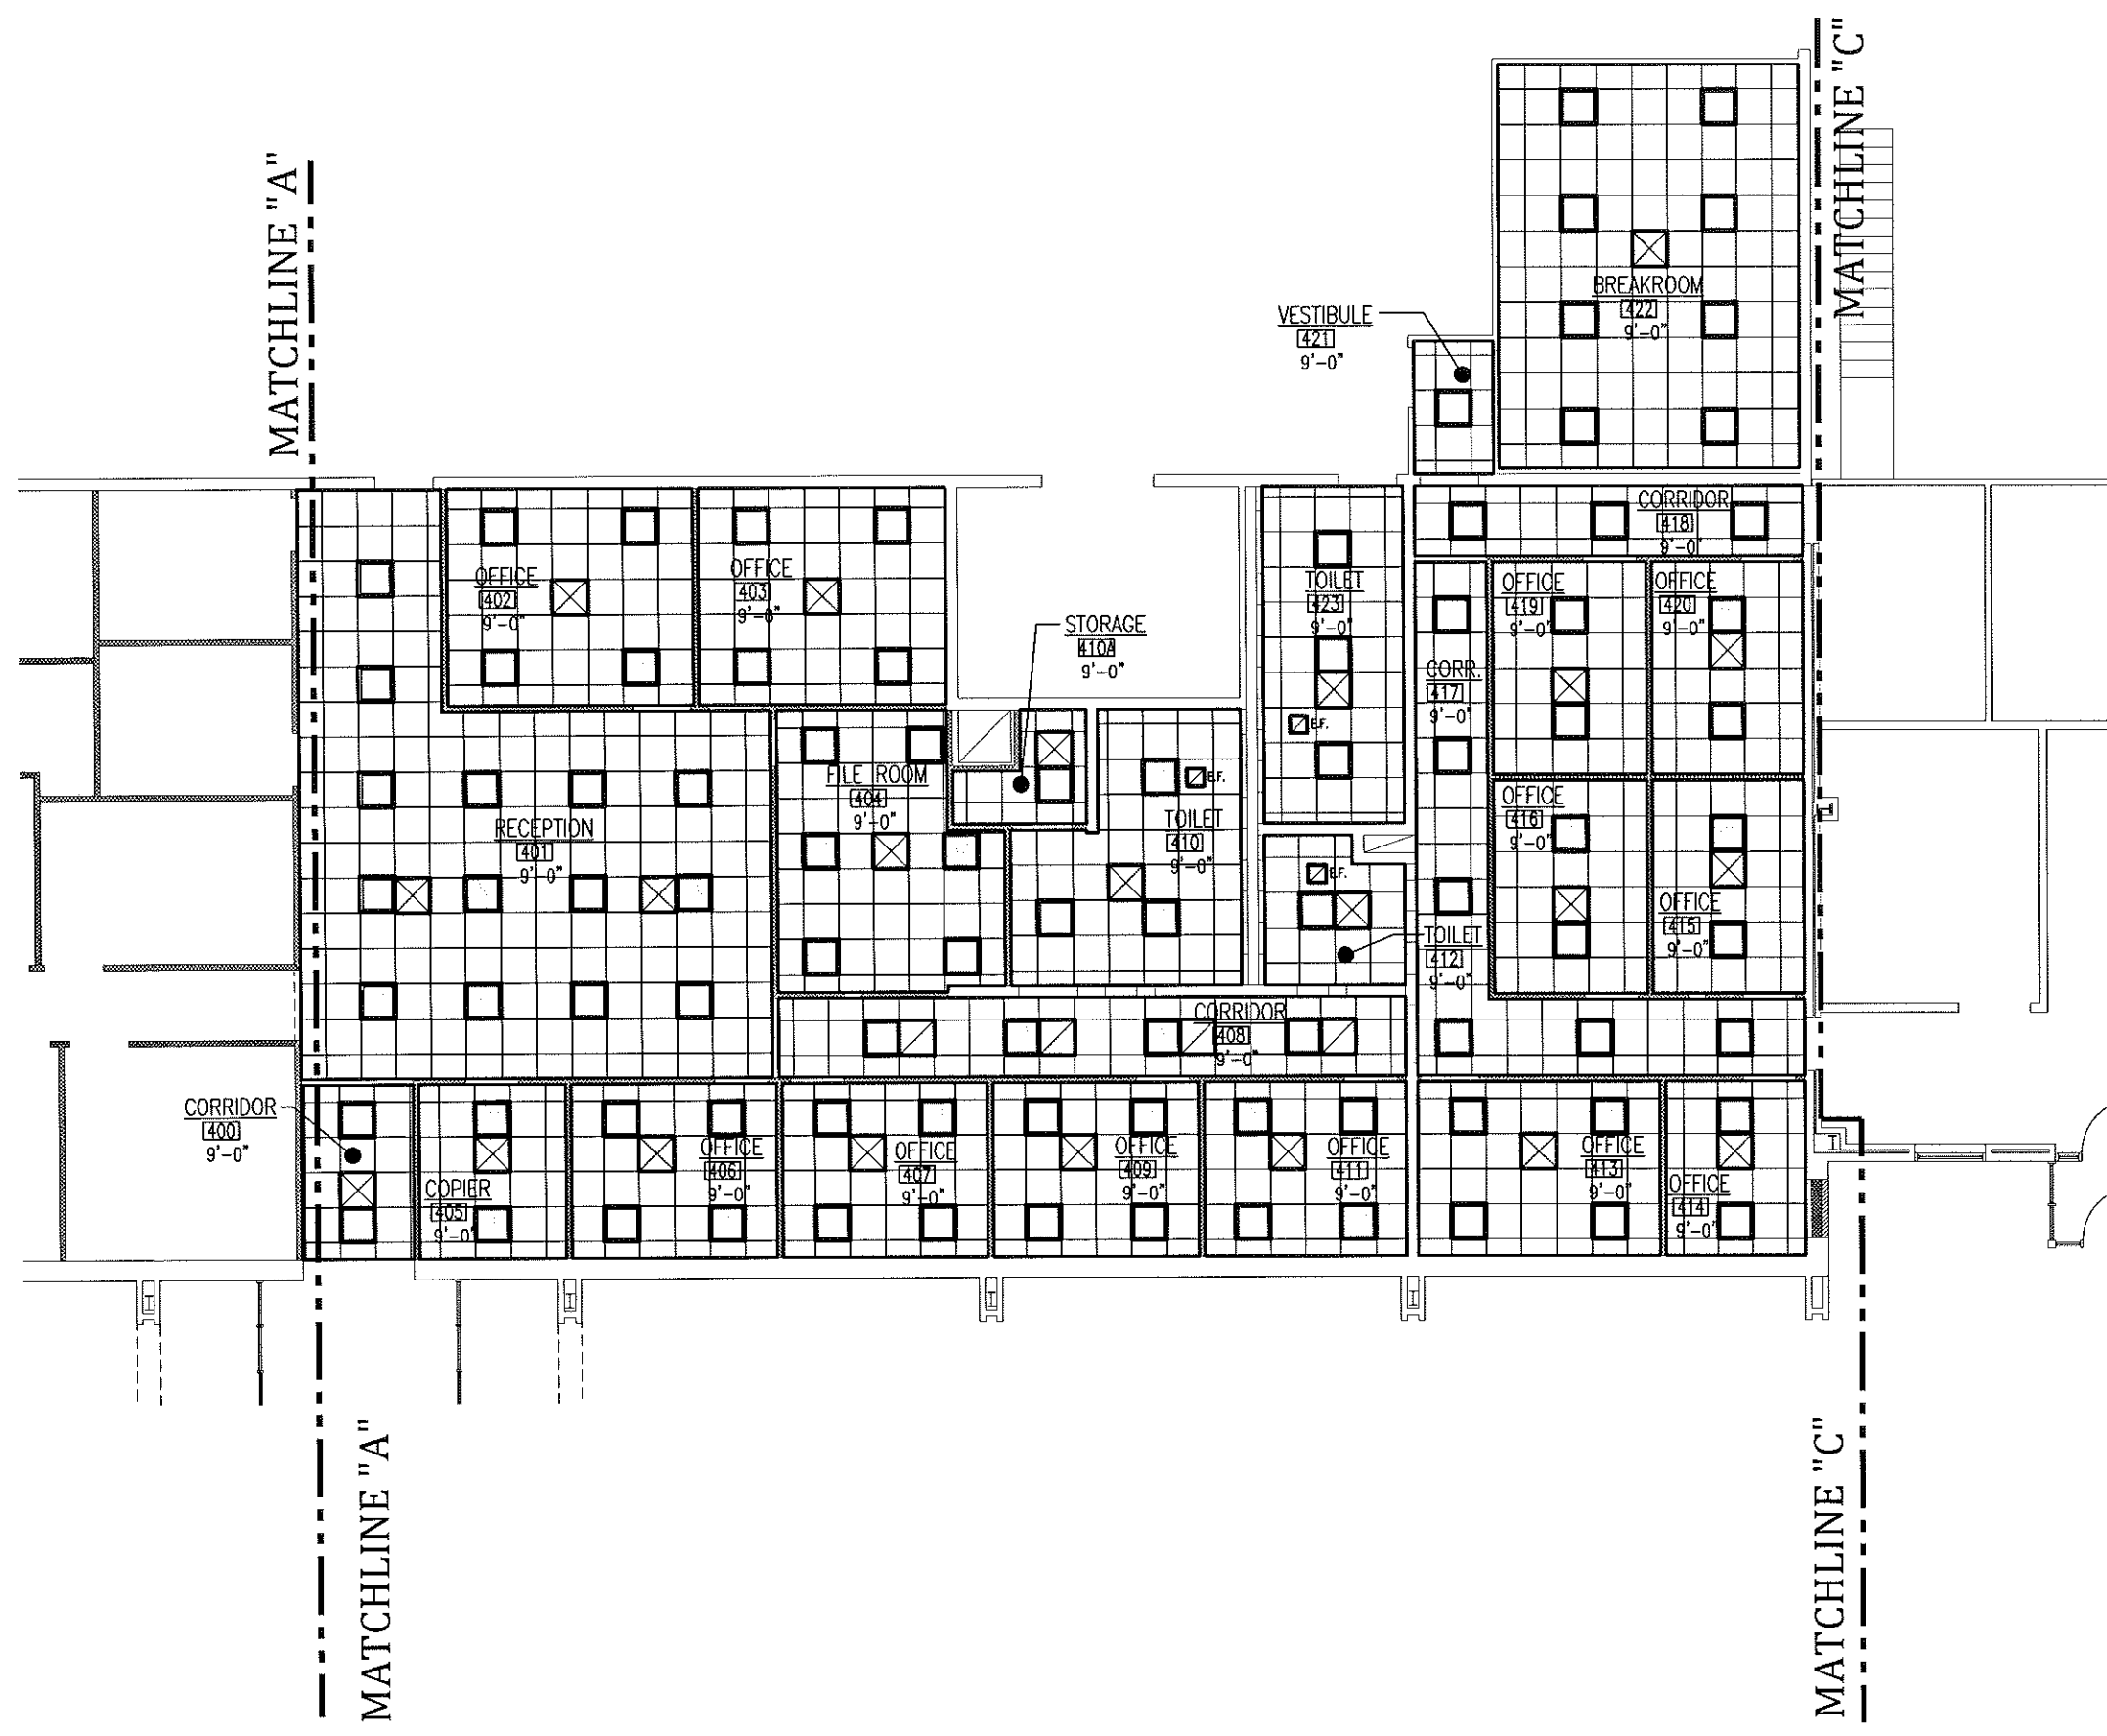 MATCHLINE "A"
MATCHLINE "C"
BREAKROOM
422
9'-0"
VESTIBULE
421
9'-0"
CORRIDOR
418
9'-0"
OFFICE
402
9'-0"
OFFICE
403
9'-0"
STORAGE
410A
9'-0"
TOILET
423
9'-0"
E.F.
CORR.
417
9'-0"
OFFICE
419
9'-0"
OFFICE
420
9'-0"
RECEPTION
401
9'-0"
FILE ROOM
404
9'-0"
E.F.
TOILET
410
9'-0"
E.F.
TOILET
412
9'-0"
OFFICE
416
9'-0"
OFFICE
415
9'-0"
CORRIDOR
408
9'-0"
CORRIDOR
400
9'-0"
COPIER
405
9'-0"
OFFICE
406
9'-0"
OFFICE
407
9'-0"
OFFICE
409
9'-0"
OFFICE
411
9'-0"
OFFICE
413
9'-0"
OFFICE
414
9'-0"
MATCHLINE "A"
MATCHLINE "C"